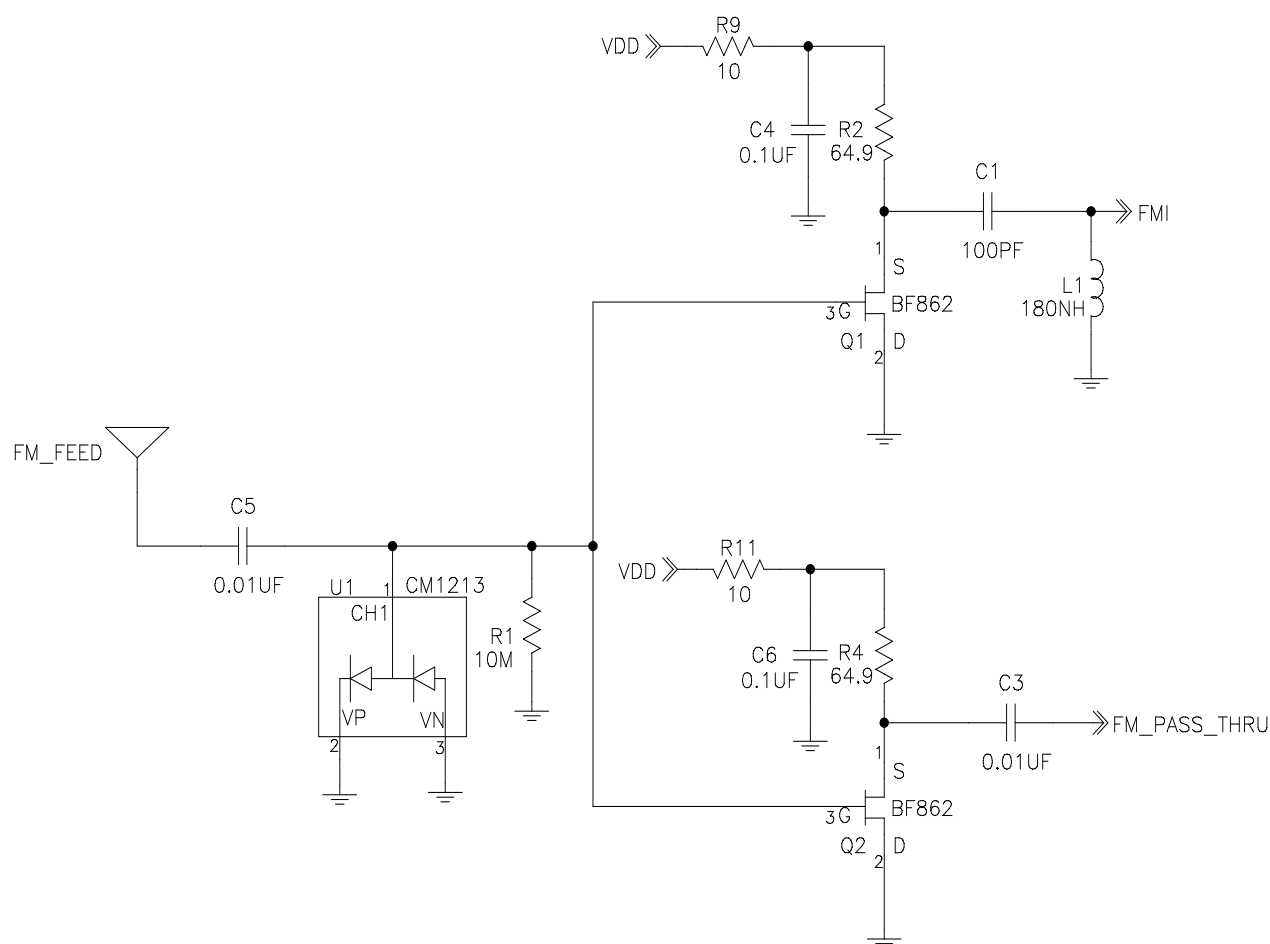 R9
VDD
10
C4
0.1UF
R2
64.9
C1
100PF
FMI
1
S
L1
180NH
3G
BF862
Q1
D
2
FM_FEED
C5
0.01UF
U1
1
CM1213
CH1
R1
10M
VP
VN
2
3
R11
VDD
10
C6
0.1UF
R4
64.9
C3
0.01UF
FM_PASS_THRU
1
S
3G
BF862
Q2
D
2